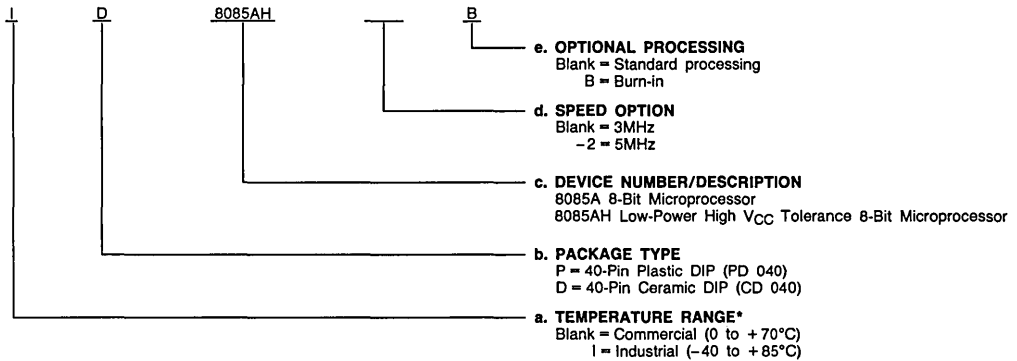 I D 8085AH B
e. OPTIONAL PROCESSING
Blank = Standard processing
B = Burn-in
d. SPEED OPTION
Blank = 3MHz
-2 = 5MHz
c. DEVICE NUMBER/DESCRIPTION
8085A 8-Bit Microprocessor
8085AH Low-Power High VCC Tolerance 8-Bit Microprocessor
b. PACKAGE TYPE
P = 40-Pin Plastic DIP (PD 040)
D = 40-Pin Ceramic DIP (CD 040)
a. TEMPERATURE RANGE*
Blank = Commercial (0 to +70°C)
I = Industrial (-40 to +85°C)